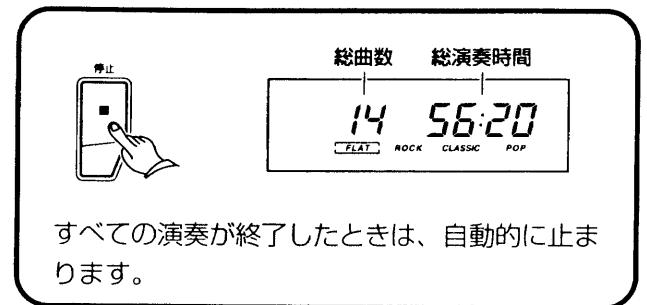 総曲数 総演奏時間
停止
14 56:20
FLAT ROCK CLASSIC POP
すべての演奏が終了したときは、自動的に止ま
ります。